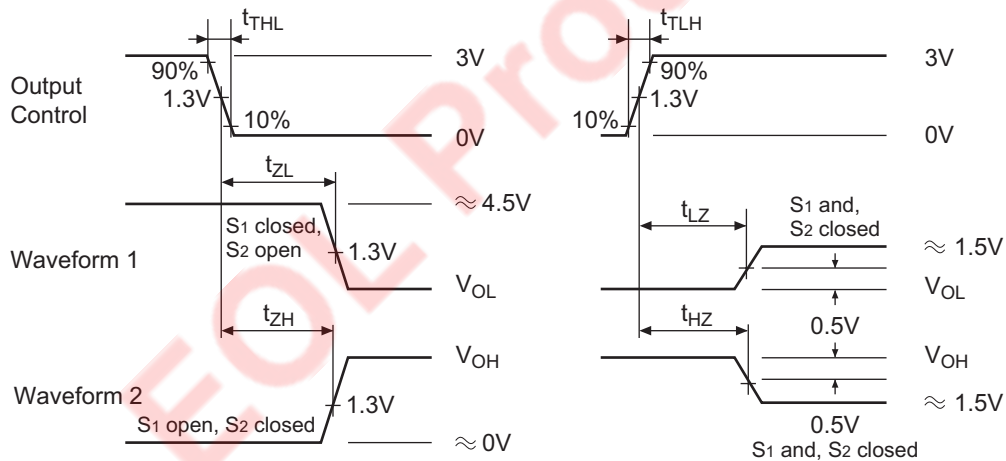 tTHL
tTLH
Output Control
90%
1.3V
10%
3V
0V
10%
90%
1.3V
3V
0V
Waveform 1
tZL
S1 closed,
S2 open
1.3V
≈ 4.5V
VOL
tLZ
S1 and,
S2 closed
≈ 1.5V
VOL
0.5V
Waveform 2
tZH
1.3V
S1 open, S2 closed
VOH
≈ 0V
tHZ
VOH
≈ 1.5V
0.5V
S1 and, S2 closed
EOL Pro